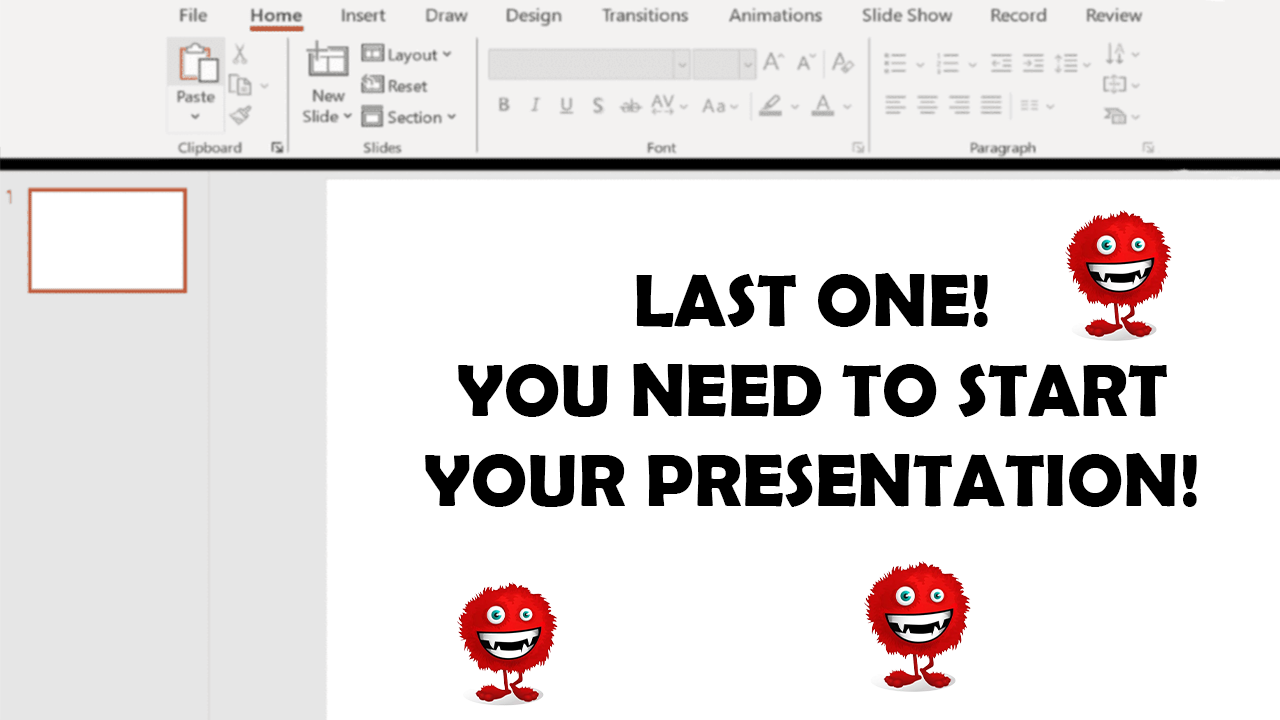 File Home Insert Draw Design Transitions Animations Slide Show Record Review
Paste
Clipboard
New
Slide
Layout
Reset
Section
Slides
B I U S ab AV Aa A
A A A
Font
Paragraph
1
LAST ONE!
YOU NEED TO START
YOUR PRESENTATION!